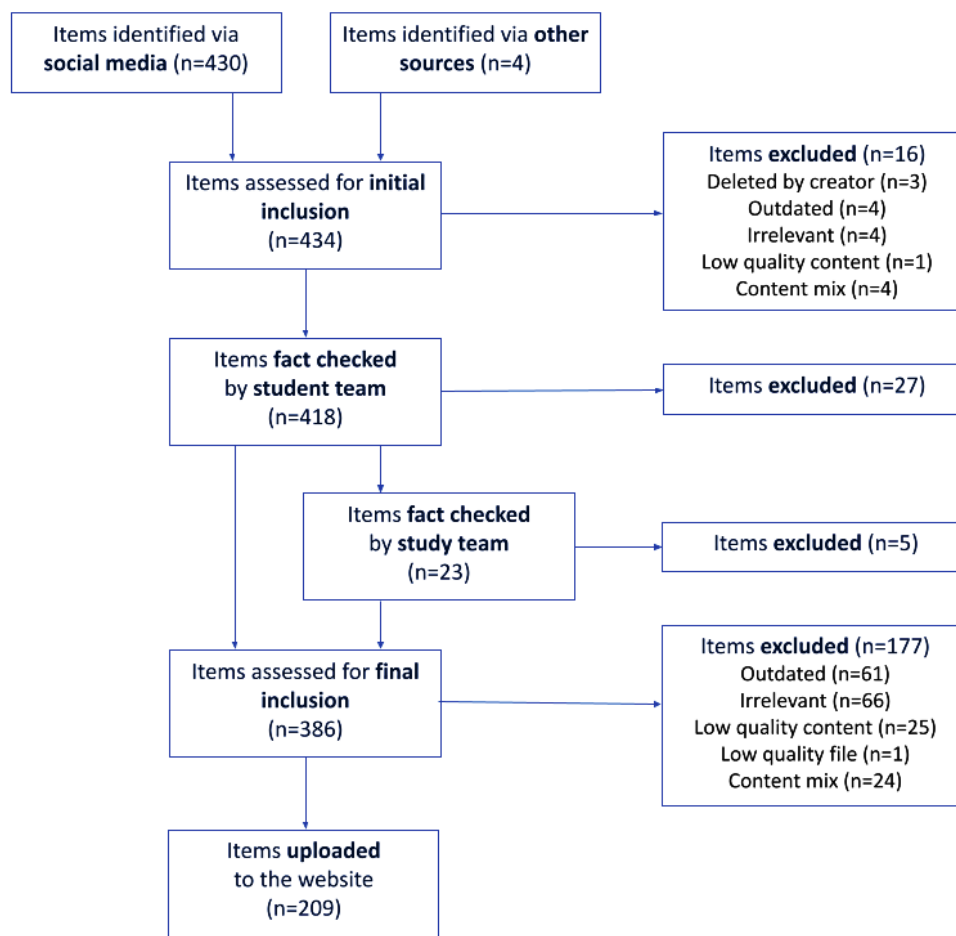 Items identified via
social media (n=430)
Items identified via other
sources (n=4)
Items assessed for initial
inclusion
(n=434)
Items excluded (n=16)
Deleted by creator (n=3)
Outdated (n=4)
Irrelevant (n=4)
Low quality content (n=1)
Content mix (n=4)
Items fact checked
by student team
(n=418)
Items excluded (n=27)
Items fact checked
by study team
(n=23)
Items excluded (n=5)
Items assessed for final
inclusion
(n=386)
Items excluded (n=177)
Outdated (n=61)
Irrelevant (n=66)
Low quality content (n=25)
Low quality file (n=1)
Content mix (n=24)
Items uploaded
to the website
(n=209)